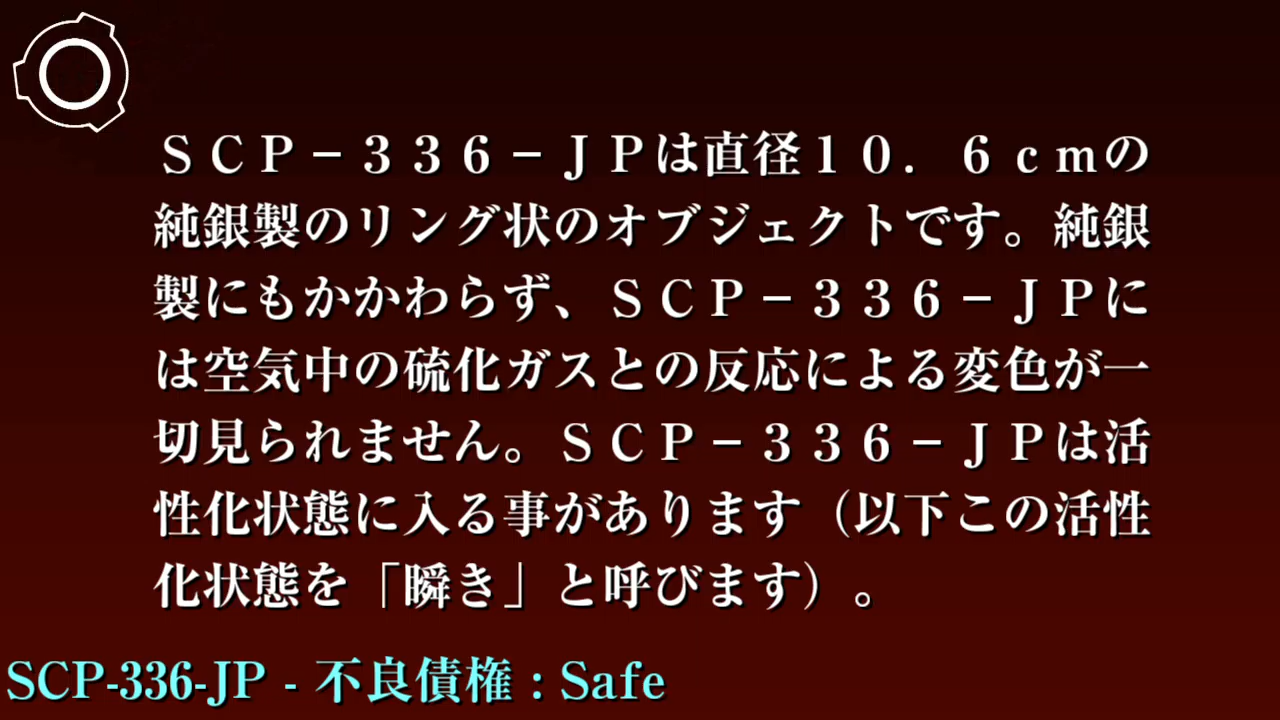 ＳＣＰ－３３６－ＪＰは直径１０．６ｃｍの
純銀製のリング状のオブジェクトです。純銀
製にもかかわらず、ＳＣＰ－３３６－ＪＰに
は空気中の硫化ガスとの反応による変色が一
切見られません。ＳＣＰ－３３６－ＪＰは活
性化状態に入る事があります（以下この活性
化状態を「瞬き」と呼びます）。
SCP-336-JP - 不良債権：Safe